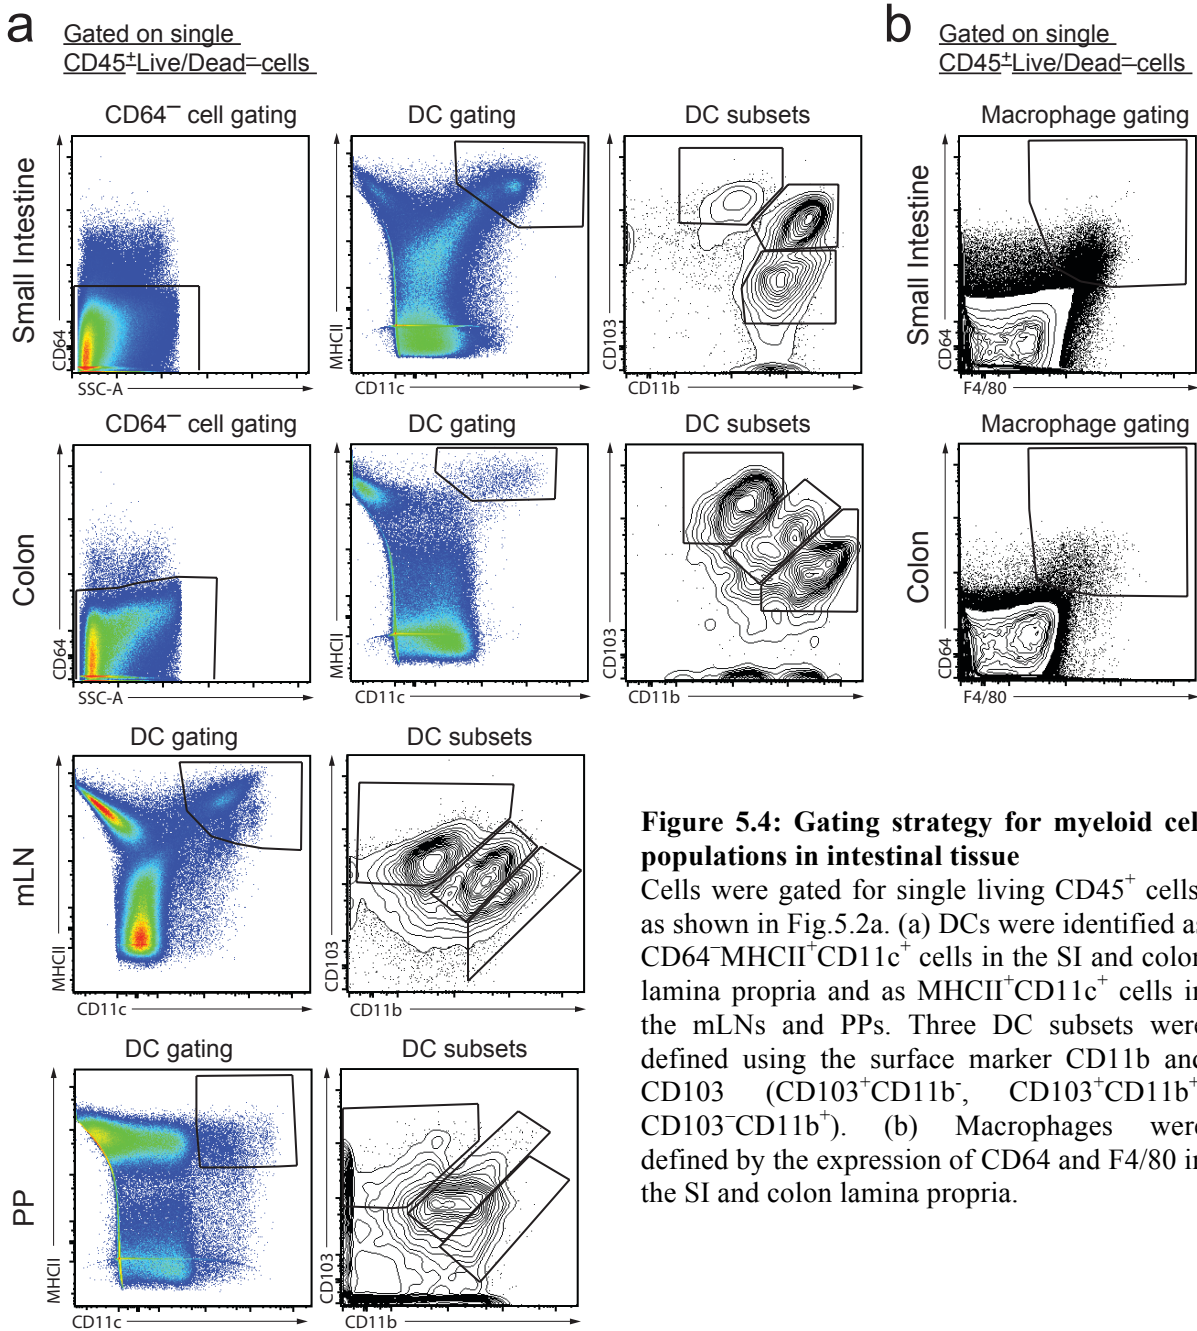 a
Gated on single
CD45±Live/Dead–cells
b
Gated on single
CD45±Live/Dead–cells
CD64– cell gating
DC gating
DC subsets
Macrophage gating
Small Intestine
CD64
SSC-A
MHCII
CD11c
CD103
CD11b
Small Intestine
CD64
F4/80
CD64– cell gating
DC gating
DC subsets
Macrophage gating
Colon
CD64
SSC-A
MHCII
CD11c
CD103
CD11b
Colon
CD64
F4/80
DC gating
DC subsets
mLN
MHCII
CD11c
CD103
CD11b
DC gating
DC subsets
PP
MHCII
CD11c
CD103
CD11b
Figure 5.4: Gating strategy for myeloid cel
populations in intestinal tissue
Cells were gated for single living CD45+ cells
as shown in Fig.5.2a. (a) DCs were identified as
CD64–MHCII+CD11c+ cells in the SI and colon
lamina propria and as MHCII+CD11c+ cells in
the mLNs and PPs. Three DC subsets were
defined using the surface marker CD11b and
CD103 (CD103+CD11b-, CD103+CD11b+
CD103–CD11b+). (b) Macrophages were
defined by the expression of CD64 and F4/80 in
the SI and colon lamina propria.